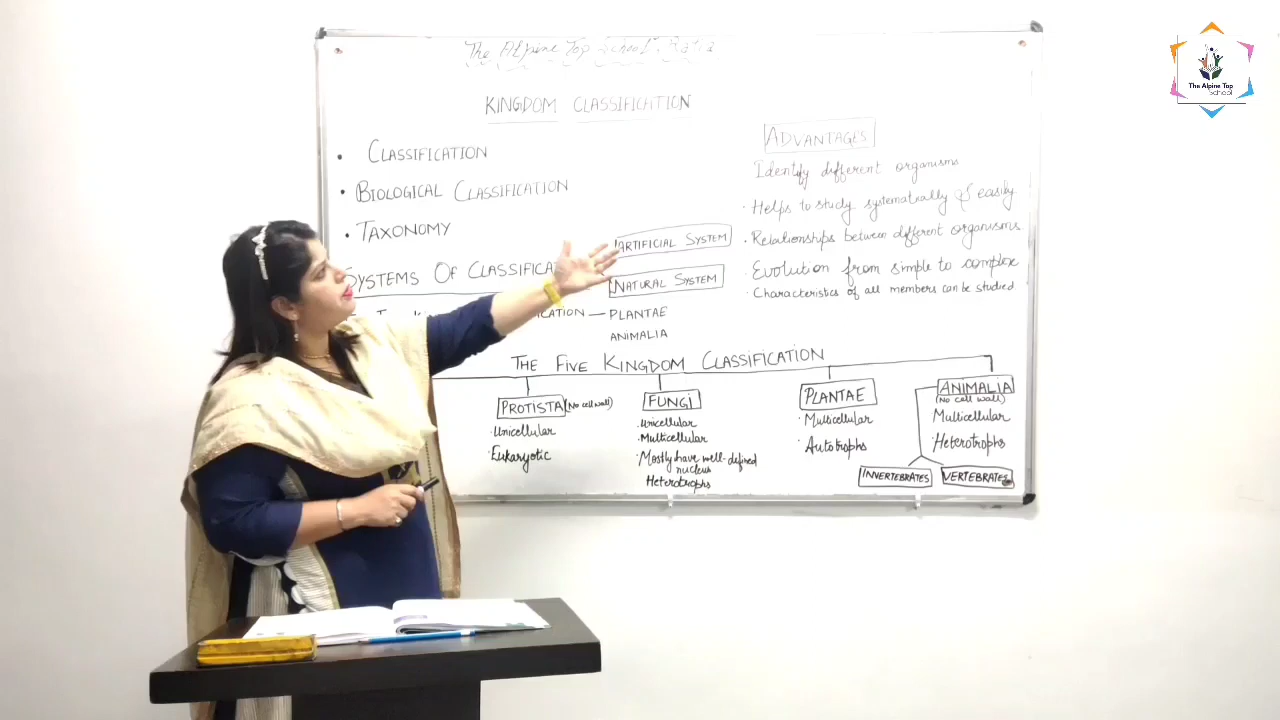 The Alpine Top School
The Alpine Top School
KINGDOM CLASSIFICATION
• CLASSIFICATION
• BIOLOGICAL CLASSIFICATION
• TAXONOMY
SYSTEMS OF CLASSIFICA
ARTIFICIAL SYSTEM
NATURAL SYSTEM
ICATION — PLANTAE
ANIMALIA
ADVANTAGES
Identify different organisms
• Helps to study systematically & easily
• Relationships between different organisms
• Evolution from simple to complex
• Characteristics of all members can be studied
THE FIVE KINGDOM CLASSIFICATION
PROTISTA (No cell wall)
• Unicellular
• Eukaryotic
FUNGI
• Unicellular
• Multicellular
• Mostly have well-defined
nucleus
Heterotrophs
PLANTAE
• Multicellular
• Autotrophs
ANIMALIA
(No cell wall)
Multicellular
• Heterotrophs
INVERTEBRATES VERTEBRATES